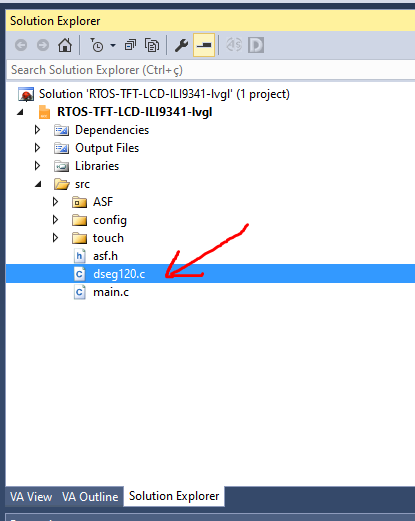 Solution Explorer
Search Solution Explorer (Ctrl+ç)
Solution 'RTOS-TFT-LCD-ILI9341-lvgl' (1 project)
RTOS-TFT-LCD-ILI9341-lvgl
Dependencies
Output Files
Libraries
src
ASF
config
touch
asf.h
dseg120.c
main.c
VA View VA Outline Solution Explorer